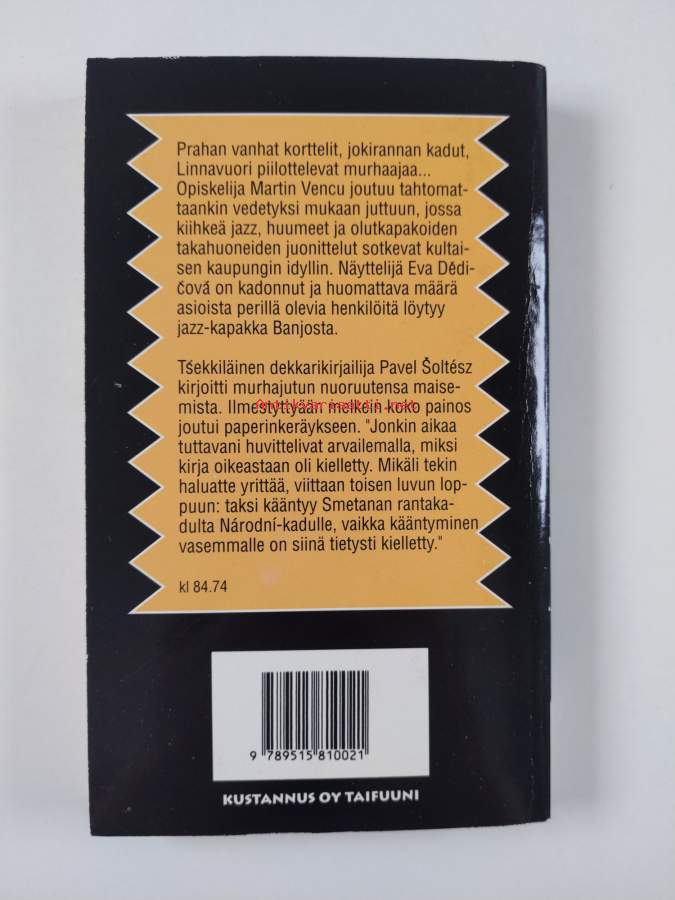 Prahan vanhat korttelit, jokirannan kadut,
Linnavuori piilottelevat murhaajaa...
Opiskelija Martin Vencu joutuu tahtomat-
taankin vedetyksi mukaan juttuun, jossa
kiihkeä jazz, huumeet ja olutkapakoiden
takahuoneiden juonittelut sotkevat kultai-
sen kaupungin idyllin. Näyttelijä Eva Dědi-
čová on kadonnut ja huomattava määrä
asioista perillä olevia henkilöitä löytyy
jazz-kapakka Banjosta.
Tśekkiläinen dekkarikirjailija Pavel Šoltész
kirjoitti murhajutun nuoruutensa maise-
mista. Ilmestyttyään melkein koko painos
joutui paperinkeräykseen. "Jonkin aikaa
tuttavani huvittelivat arvailemalla, miksi
kirja oikeastaan oli kielletty. Mikäli tekin
haluatte yrittää, viittaan toisen luvun lop-
puun: taksi kääntyy Smetanan rantaka-
dulta Národní-kadulle, vaikka kääntyminen
vasemmalle on siinä tietysti kielletty."
kl 84.74
9 789515 810021
KUSTANNUS OY TAIFUUNI